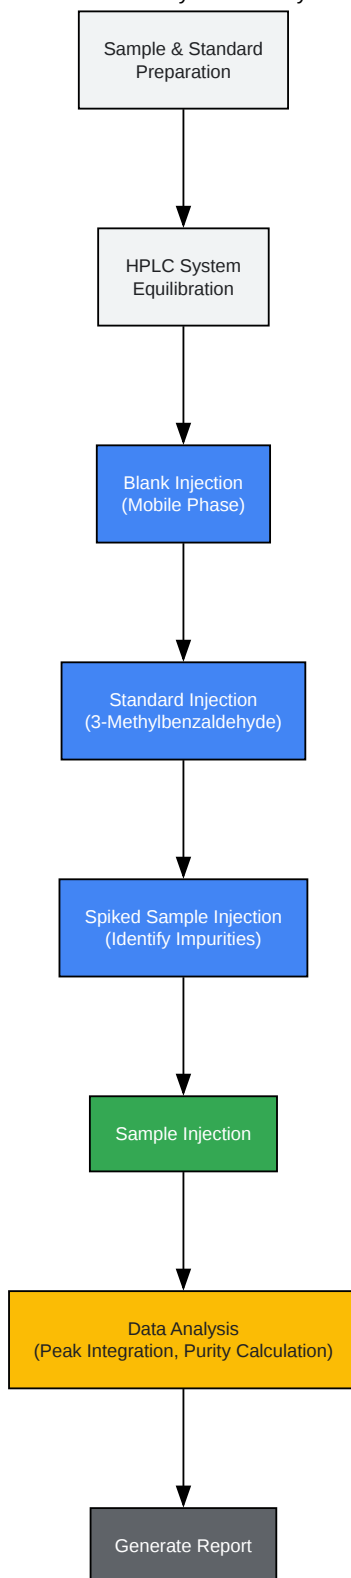 Sample & Standard
Preparation
HPLC System
Equilibration
Blank Injection
(Mobile Phase)
Standard Injection
(3-Methylbenzaldehyde)
Spiked Sample Injection
(Identify Impurities)
Sample Injection
Data Analysis
(Peak Integration, Purity Calculation)
Generate Report